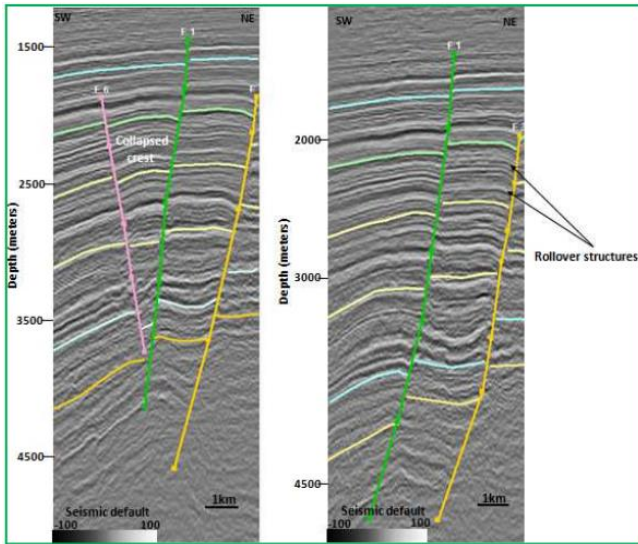 SW
NE
F 1
1500
F 6
F
2000
Collapsed
crest
2500
Depth (meters)
3500
4500
1km
Seismic default
-100
100
SW
NE
F 1
2000
F
Rollover structures
Depth (meters)
3000
4500
1km
Seismic default
-100
100